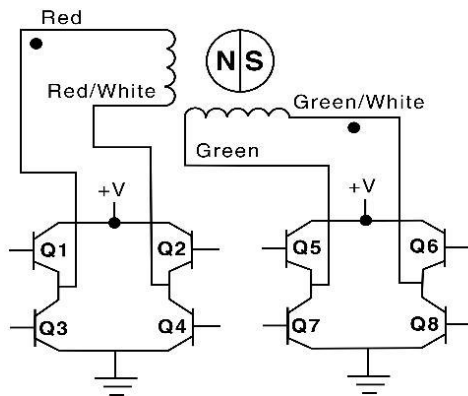 Red
Red/White
N S
Green/White
Green
+V
+V
Q1 Q2 Q5 Q6
Q3 Q4 Q7 Q8